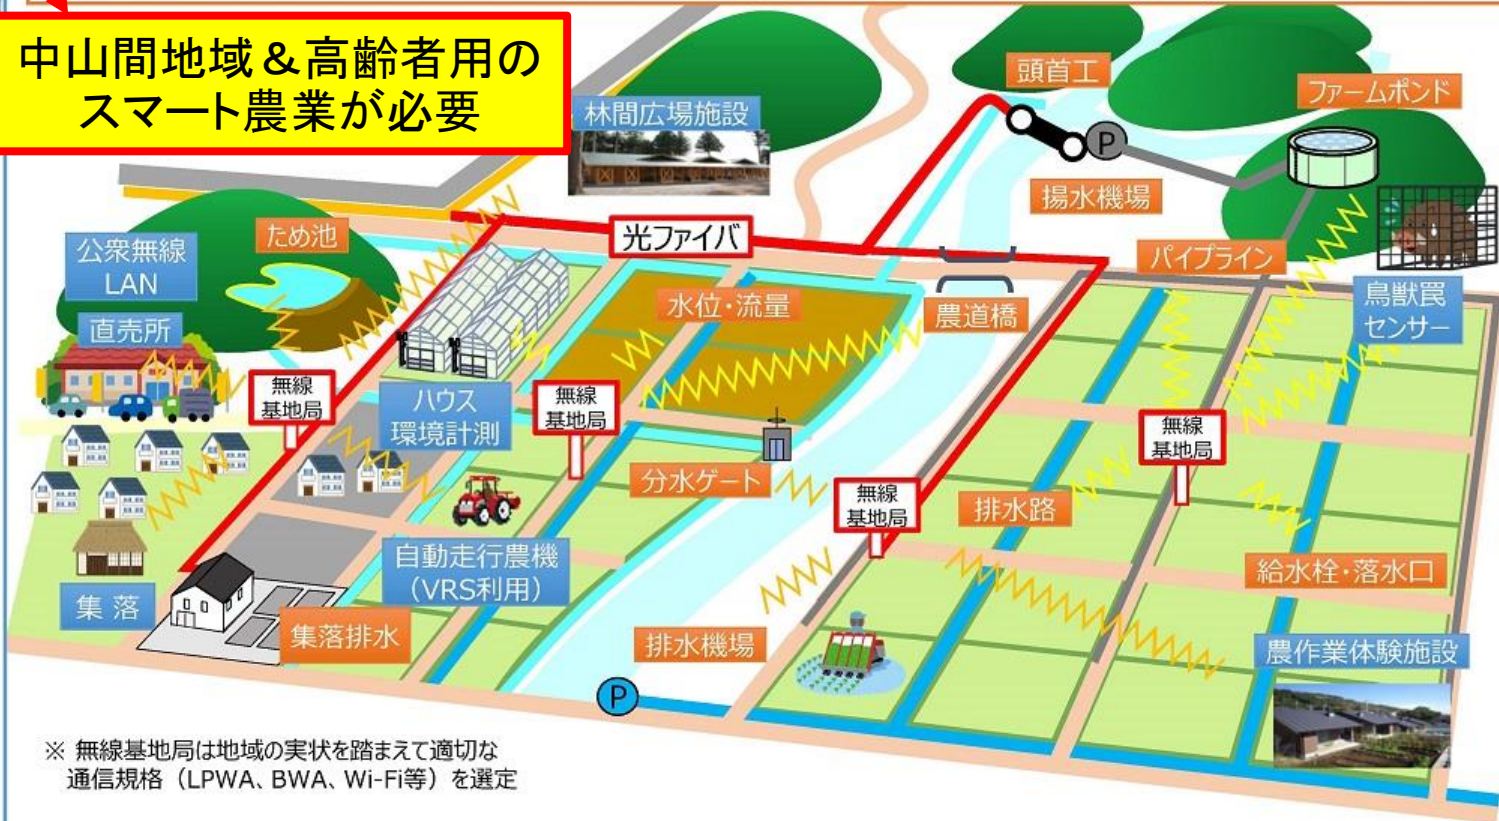 中山間地域&高齢者用の
スマート農業が必要
林間広場施設
頭首工
ファームポンド
P
揚水機場
光ファイバ
ため池
公衆無線
LAN
直売所
パイプライン
鳥獣罠
センサー
水位・流量
農道橋
無線
基地局
ハウス
環境計測
無線
基地局
分水ゲート
無線
基地局
無線
基地局
排水路
自動走行農機
(VRS利用)
給水栓・落水口
集 落
集落排水
排水機場
農作業体験施設
P
※ 無線基地局は地域の実状を踏まえて適切な
通信規格(LPWA、BWA、Wi-Fi等)を選定